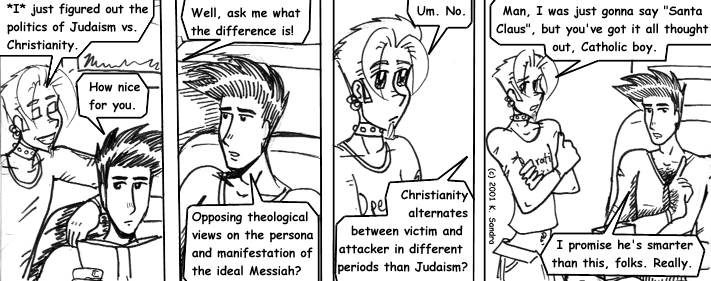 *I* just figured out the
politics of Judaism vs.
Christianity.
How nice
for you.
Well, ask me what
the difference is!
Opposing theological
views on the persona
and manifestation of
the ideal Messiah?
Um. No.
Christianity
alternates
between victim and
attacker in different
periods than Judaism?
Man, I was just gonna say "Santa
Claus", but you've got it all thought
out, Catholic boy.
I promise he's smarter
than this, folks. Really.
(c) 2001 K. Sandra